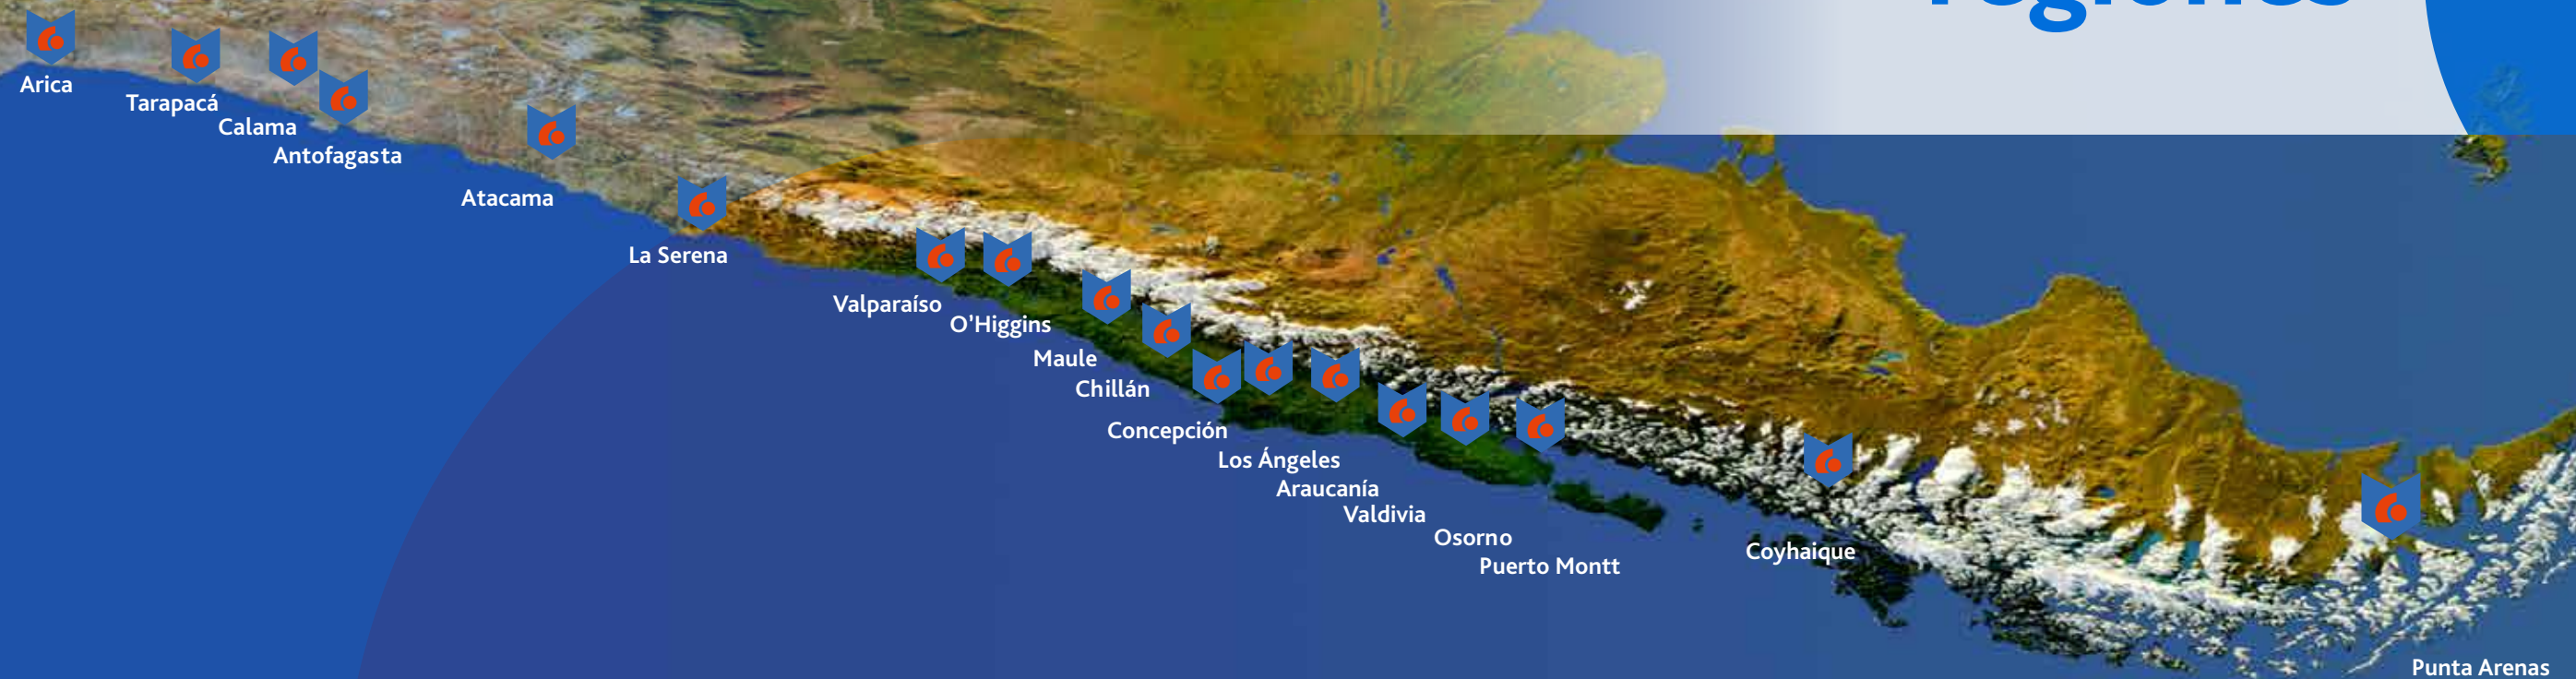 regiones
Arica
Tarapacá
Calama
Antofagasta
Atacama
La Serena
Valparaíso
O'Higgins
Maule
Chillán
Concepción
Los Ángeles
Araucanía
Valdivia
Osorno
Puerto Montt
Coyhaique
Punta Arenas